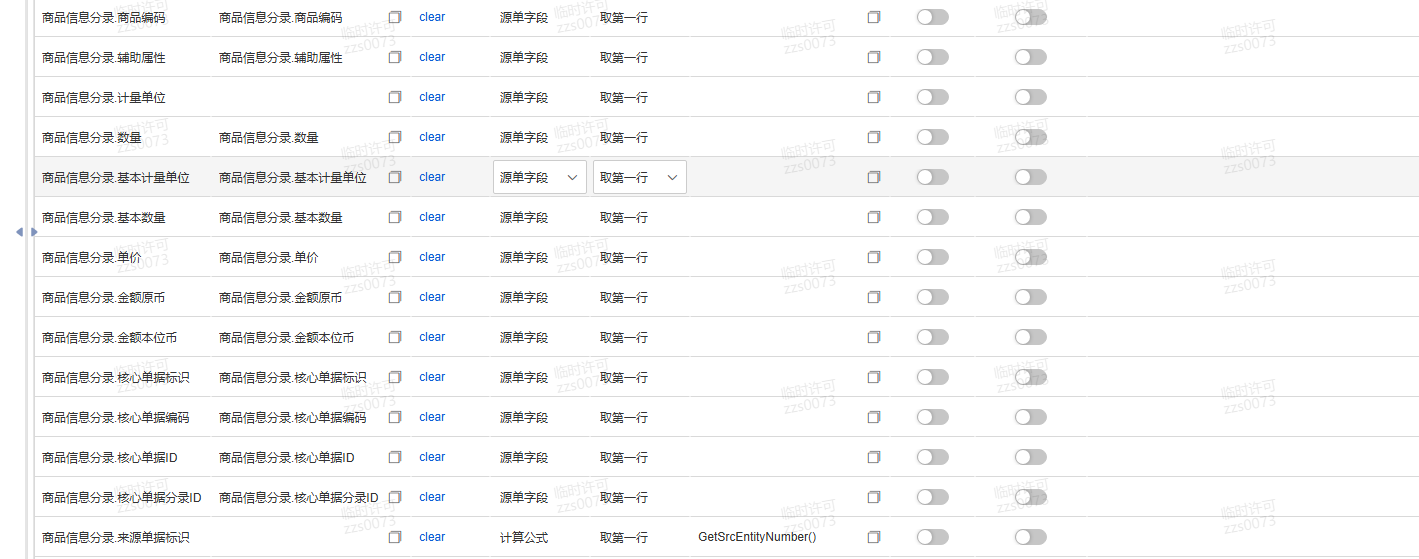 商品信息分录.商品编码 商品信息分录.商品编码 clear 源单字段 取第一行
商品信息分录.辅助属性 商品信息分录.辅助属性 clear 源单字段 取第一行
商品信息分录.计量单位 clear 源单字段 取第一行
商品信息分录.数量 商品信息分录.数量 clear 源单字段 取第一行
商品信息分录.基本计量单位 商品信息分录.基本计量单位 clear 源单字段 取第一行
商品信息分录.基本数量 商品信息分录.基本数量 clear 源单字段 取第一行
商品信息分录.单价 商品信息分录.单价 clear 源单字段 取第一行
商品信息分录.金额原币 商品信息分录.金额原币 clear 源单字段 取第一行
商品信息分录.金额本位币 商品信息分录.金额本位币 clear 源单字段 取第一行
商品信息分录.核心单据标识 商品信息分录.核心单据标识 clear 源单字段 取第一行
商品信息分录.核心单据编码 商品信息分录.核心单据编码 clear 源单字段 取第一行
商品信息分录.核心单据ID 商品信息分录.核心单据ID clear 源单字段 取第一行
商品信息分录.核心单据分录ID 商品信息分录.核心单据分录ID clear 源单字段 取第一行
商品信息分录.来源单据标识 clear 计算公式 取第一行 GetSrcEntityNumber()
临时许可
zzs0073